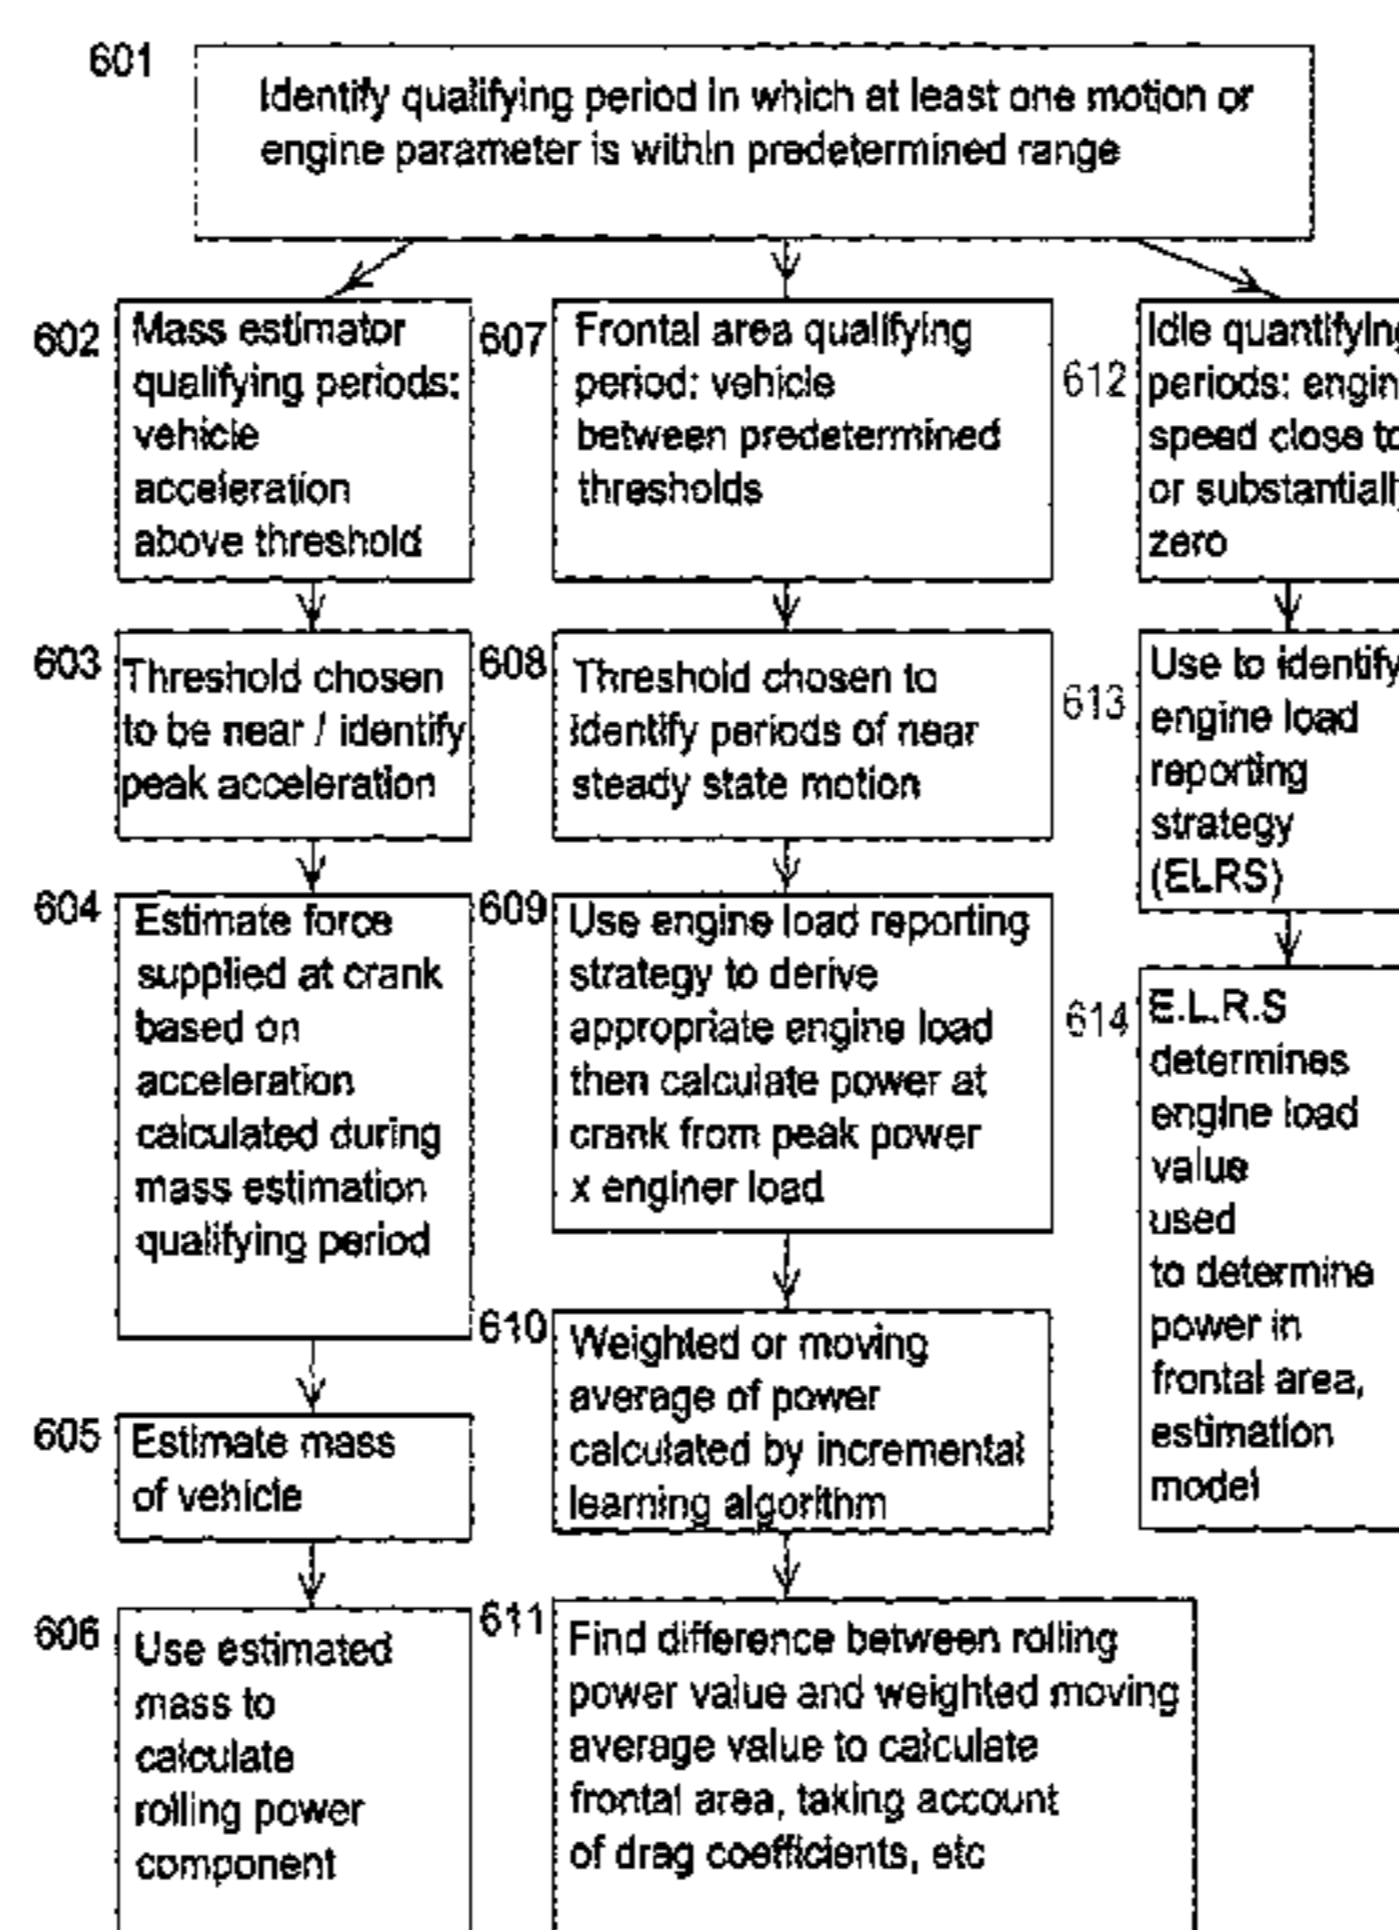 601
Identify qualifying period in which at least one motion or
engine parameter is within predetermined range
602
Mass estimator
qualifying periods:
vehicle
acceleration
above threshold
603
Threshold chosen
to be near / identify
peak acceleration
604
Estimate force
supplied at crank
based on
acceleration
calculated during
mass estimation
qualifying period
605
Estimate mass
of vehicle
606
Use estimated
mass to
calculate
rolling power
component
607
Frontal area qualifying
period: vehicle
between predetermined
thresholds
608
Threshold chosen to
identify periods of near
steady state motion
609
Use engine load reporting
strategy to derive
appropriate engine load
then calculate power at
crank from peak power
x enginer load
610
Weighted or moving
average of power
calculated by incremental
learning algorithm
611
Find difference between rolling
power value and weighted moving
average value to calculate
frontal area, taking account
of drag coefficients, etc
612
Idle quantifying
periods: engin
speed close to
or substantially
zero
613
Use to identify
engine load
reporting
strategy
(ELRS)
614
E.L.R.S
determines
engine load
value
used
to determine
power in
frontal area,
estimation
model